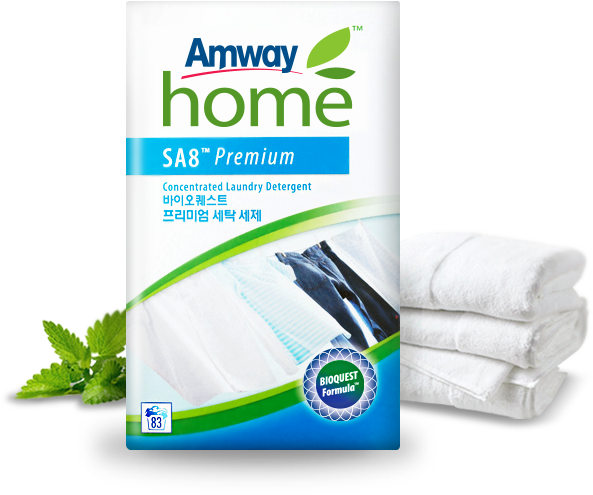 Amway
™
home
SA8™ Premium
Concentrated Laundry Detergent
바이오퀘스트
프리미엄 세탁 세제
BIOQUEST
Formula™
83